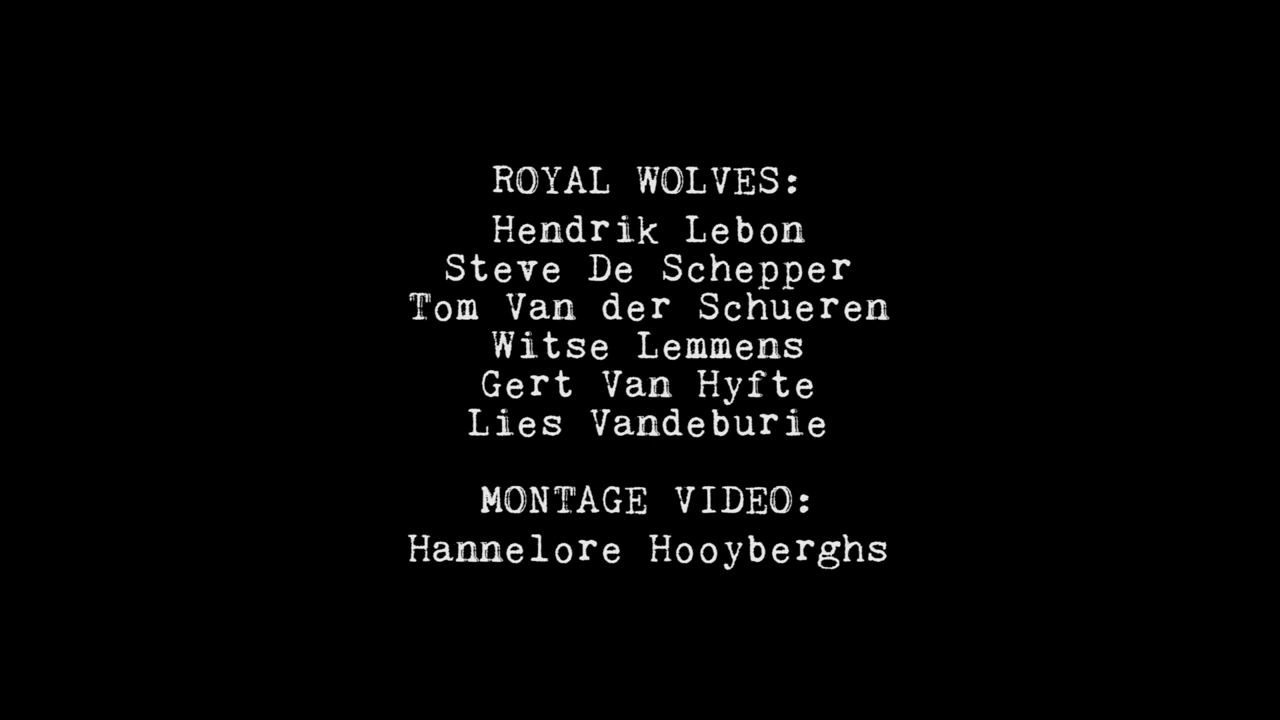 ROYAL WOLVES:
Hendrik Lebon
Steve De Schepper
Tom Van der Schueren
Witse Lemmens
Gert Van Hyfte
Lies Vandeburie
MONTAGE VIDEO:
Hannelore Hooyberghs